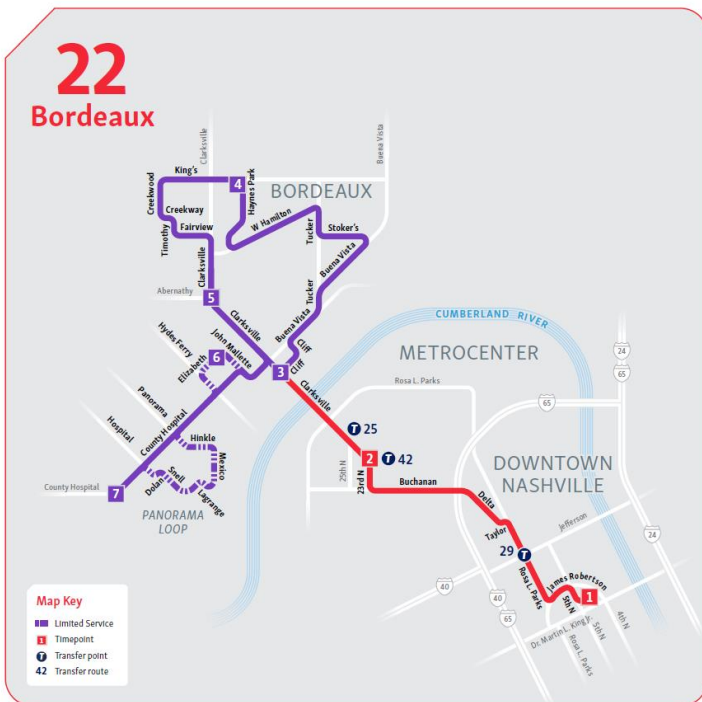 22
Bordeaux
Clarksville
Buena Vista
King's
4
BORDEAUX
Creekwood
Haynes Park
Creekway
W Hamilton
Tucker
Stoker's
Timothy
Fairview
Clarksville
Buena Vista
Abernathy
5
Tucker
Clarksville
Buena Vista
CUMBERLAND RIVER
Hydes Ferry
John Mallette
6
Elizabeth
Cliff
Cliff
3
METROCENTER
24
65
Rosa L. Parks
Clarksville
65
Panorama
Hospital
County Hospital
T 25
Hinkle
2
T 42
Mexico
25th N
23rd N
Buchanan
DOWNTOWN
NASHVILLE
County Hospital
7
Snell
Dolan
Lagrange
PANORAMA
LOOP
Delta
Taylor
Jefferson
24
29 T
Rosa L. Parks
James Robertson
40
40
65
5th N
1
4th N
5th N
Rosa L. Parks
Dr. Martin L. King
Map Key
Limited Service
1 Timepoint
T Transfer point
42 Transfer route